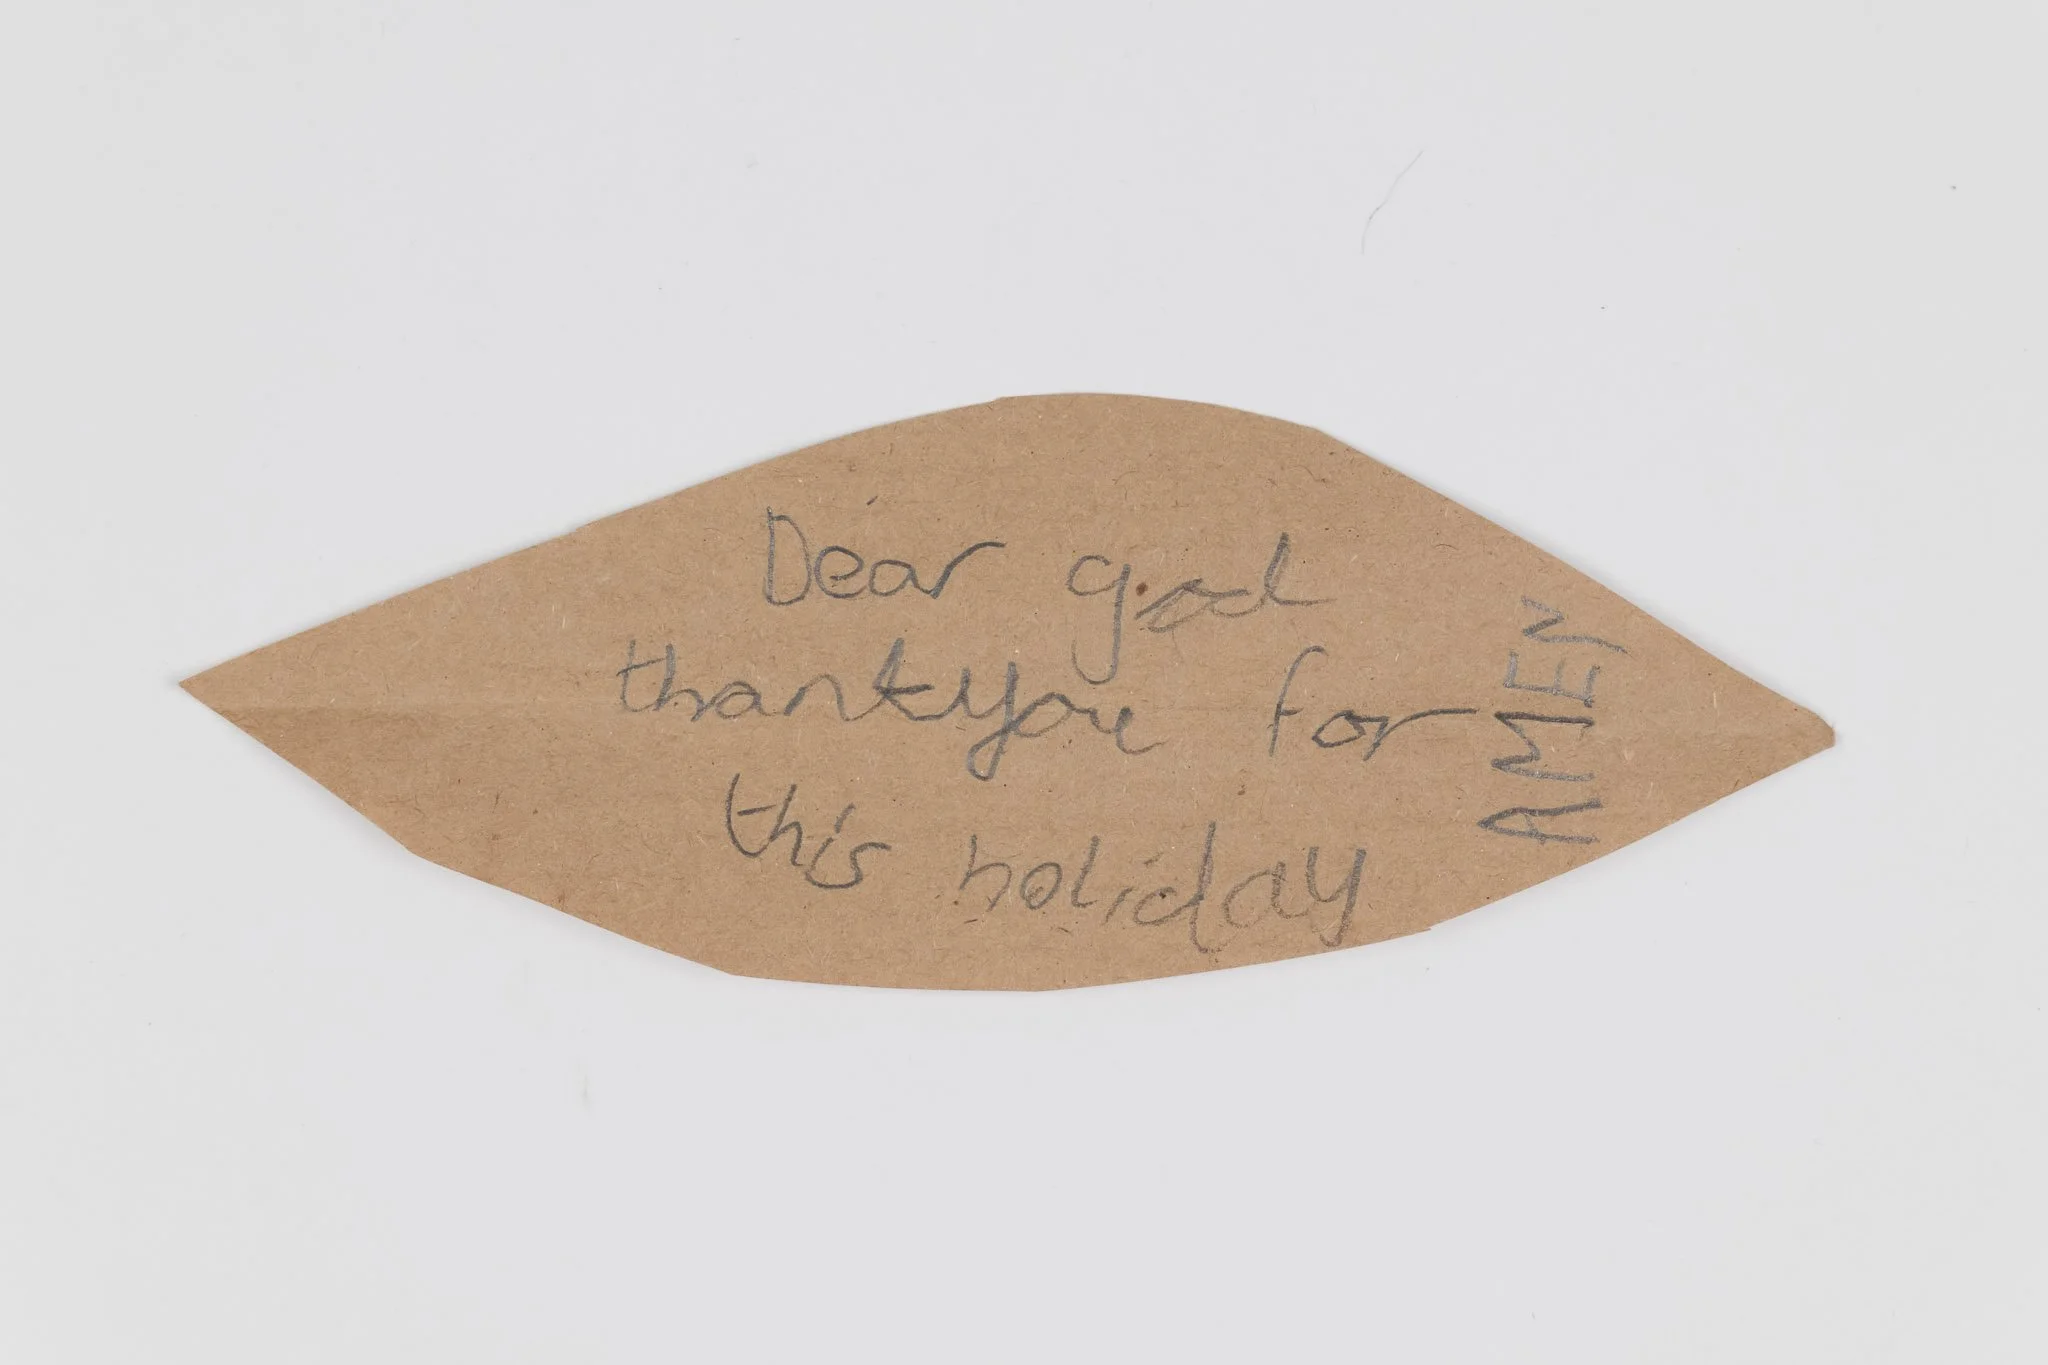 Dear god
thankyou for
this holiday
AMEN